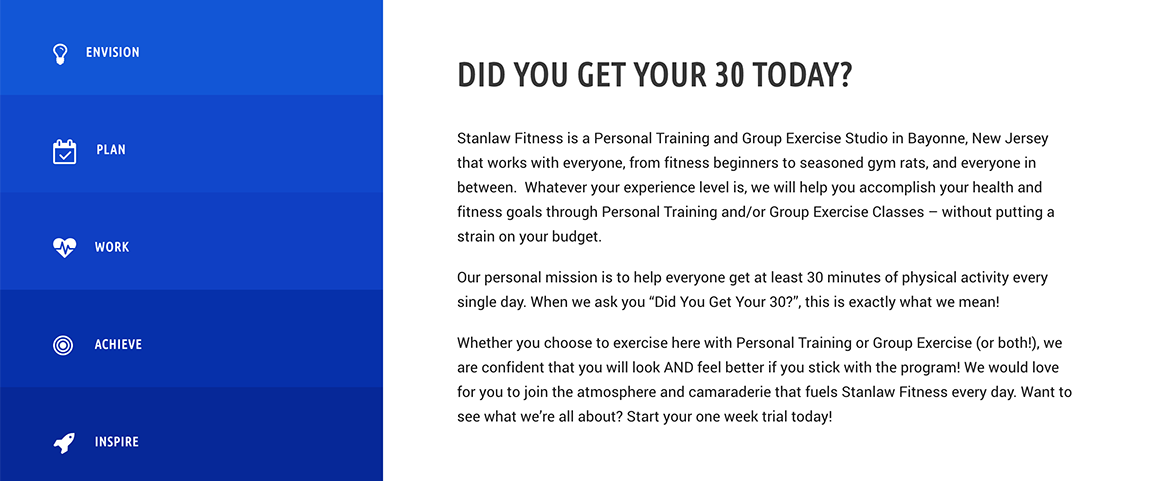 ENVISION
PLAN
WORK
ACHIEVE
INSPIRE
DID YOU GET YOUR 30 TODAY?
Stanlaw Fitness is a Personal Training and Group Exercise Studio in Bayonne, New Jersey
that works with everyone, from fitness beginners to seasoned gym rats, and everyone in
between.  Whatever your experience level is, we will help you accomplish your health and
fitness goals through Personal Training and/or Group Exercise Classes – without putting a
strain on your budget.
Our personal mission is to help everyone get at least 30 minutes of physical activity every
single day. When we ask you “Did You Get Your 30?”, this is exactly what we mean!
Whether you choose to exercise here with Personal Training or Group Exercise (or both!), we
are confident that you will look AND feel better if you stick with the program! We would love
for you to join the atmosphere and camaraderie that fuels Stanlaw Fitness every day. Want to
see what we’re all about? Start your one week trial today!